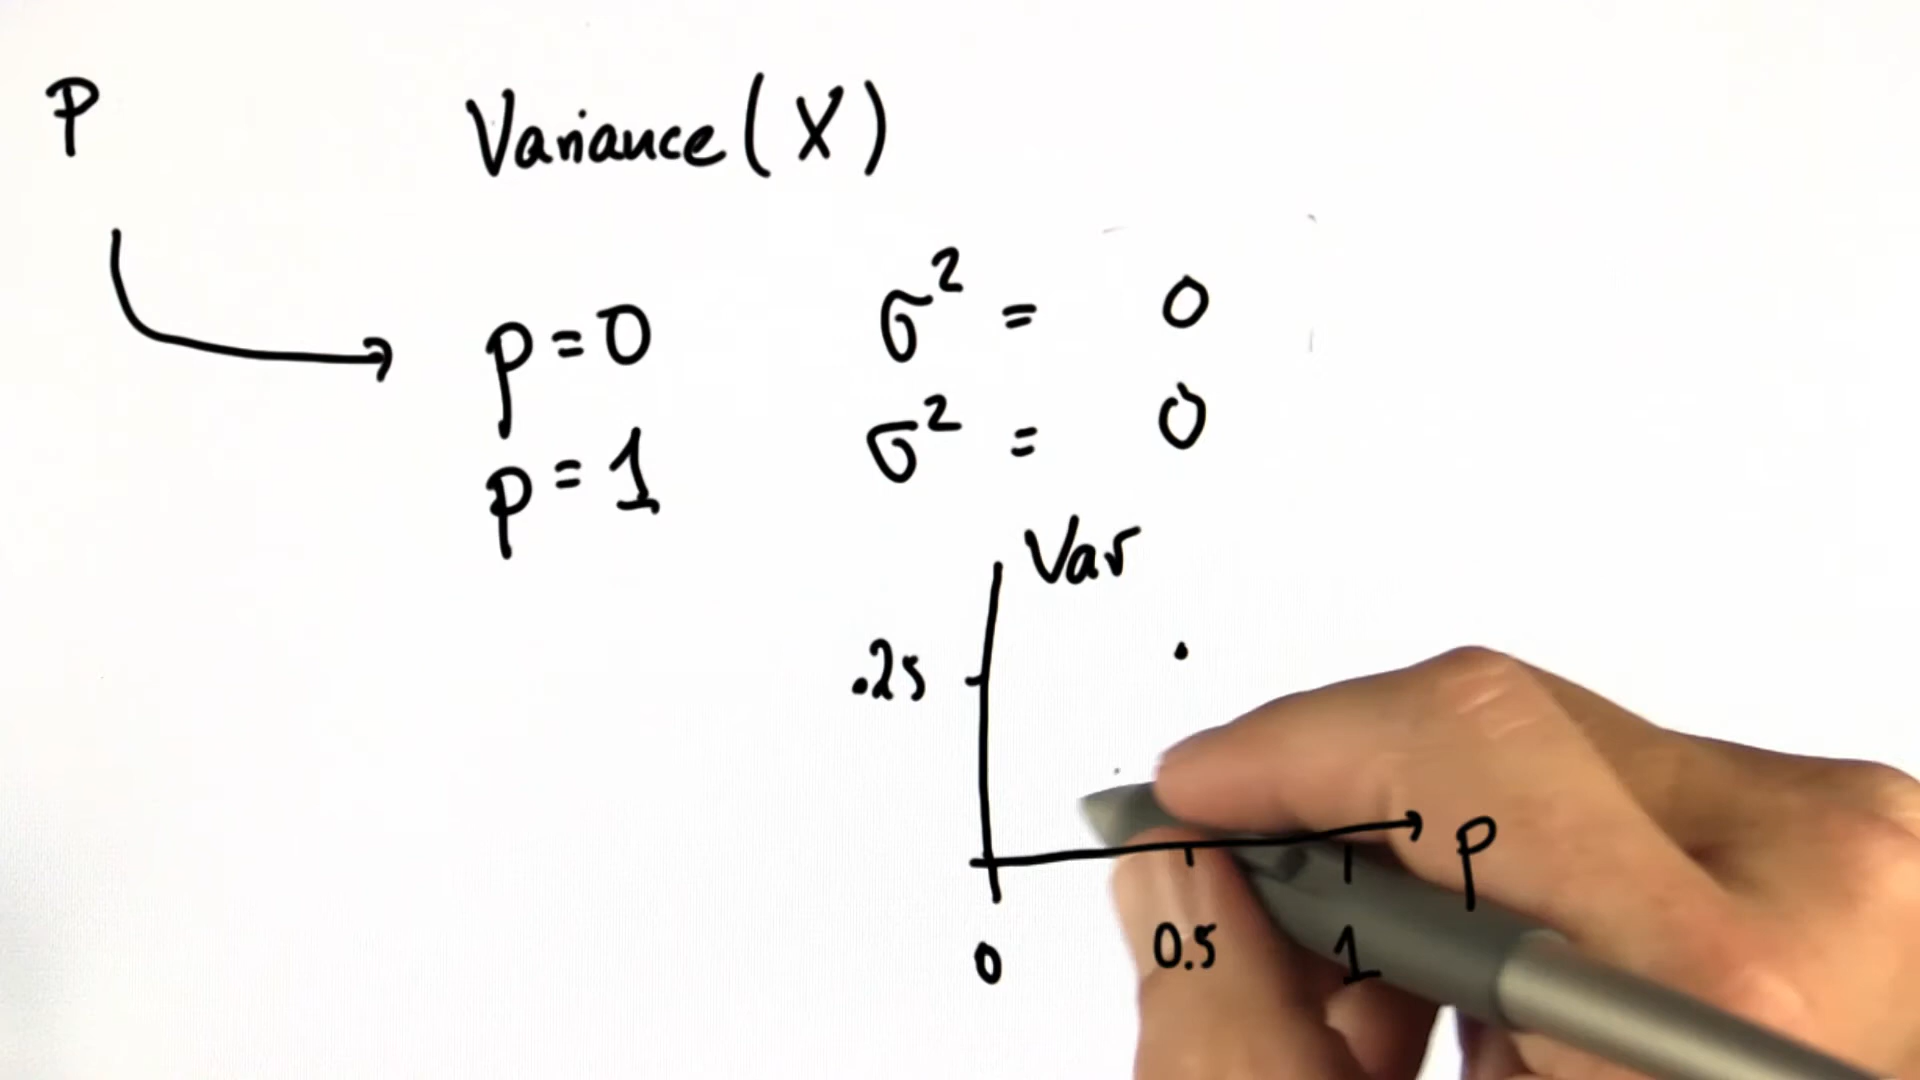 P Variance(X)
p=0 σ² = 0
p=1 σ² = 0
Var
.25
p
0 0.5 1